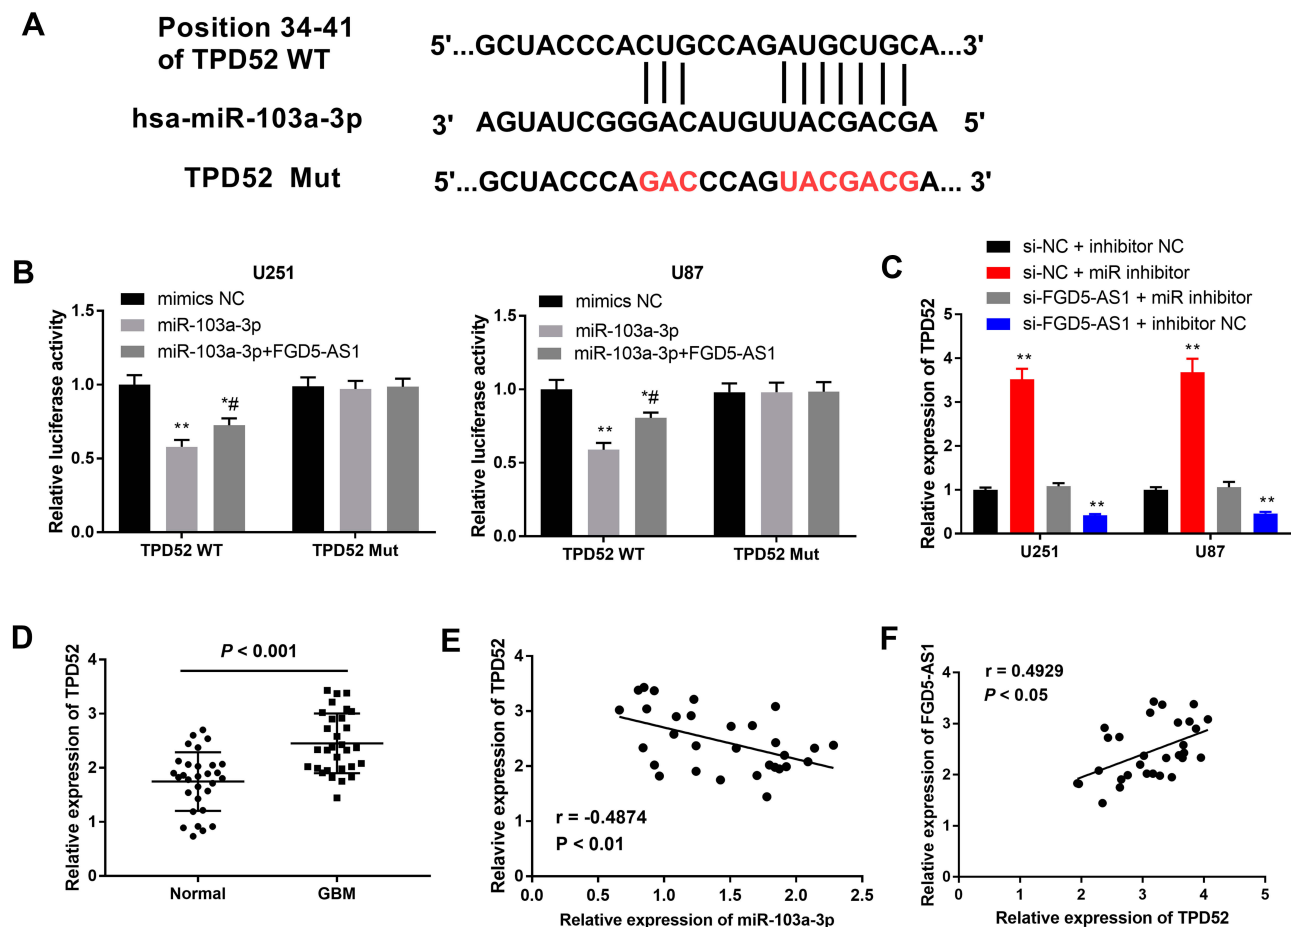 A
Position 34-41
of TPD52 WT
5'...GCUACCCACUGCCAGAUGCUGCA...3'
hsa-miR-103a-3p
3' AGUAUCGGGACAUGUUACGACGA 5'
TPD52 Mut
5'...GCUACCCAGACCCAGUACGACGA... 3'
B
U251
mimics NC
miR-103a-3p
miR-103a-3p+FGD5-AS1
Relative luciferase activity
1.5
1.0
0.5
0.0
**
*#
TPD52 WT
TPD52 Mut
U87
mimics NC
miR-103a-3p
miR-103a-3p+FGD5-AS1
Relative luciferase activity
1.5
1.0
0.5
0.0
**
*#
TPD52 WT
TPD52 Mut
C
si-NC + inhibitor NC
si-NC + miR inhibitor
si-FGD5-AS1 + miR inhibitor
si-FGD5-AS1 + inhibitor NC
Relative expression of TPD52
5
4
3
2
1
0
**
**
**
**
U251
U87
D
Relative expression of TPD52
4
3
2
1
0
P < 0.001
Normal
GBM
E
Relaivve expression of TPD52
4
3
2
1
0
r = -0.4874
P < 0.01
0.0
0.5
1.0
1.5
2.0
2.5
Relative expression of miR-103a-3p
F
Relative expression of FGD5-AS1
4
3
2
1
0
r = 0.4929
P < 0.05
0
1
2
3
4
5
Relative expression of TPD52